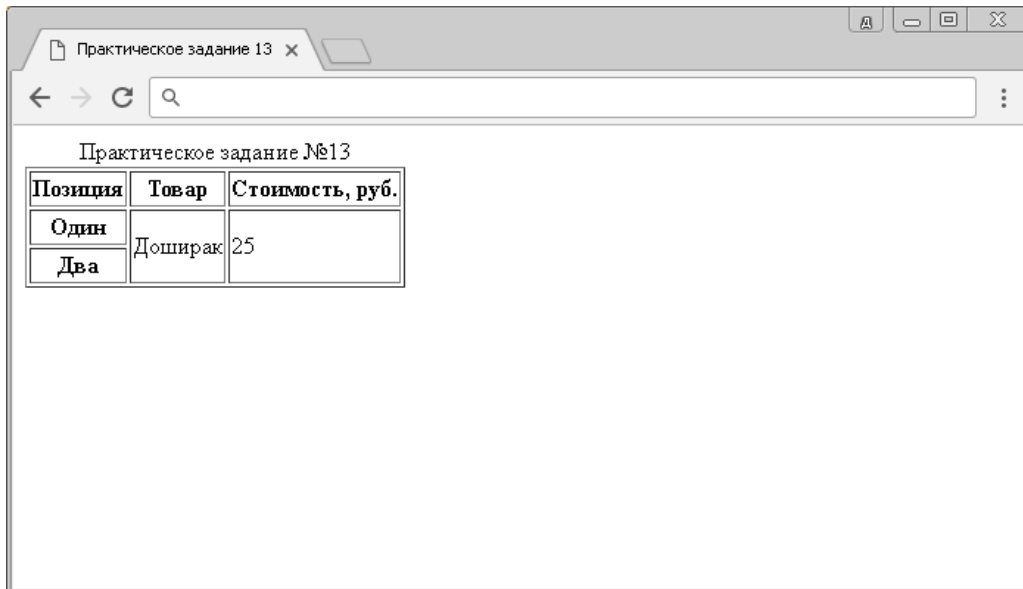 Д
Практическое задание 13
Практическое задание №13
Позиция Товар Стоимость, руб.
Один
Доширак 25
Два